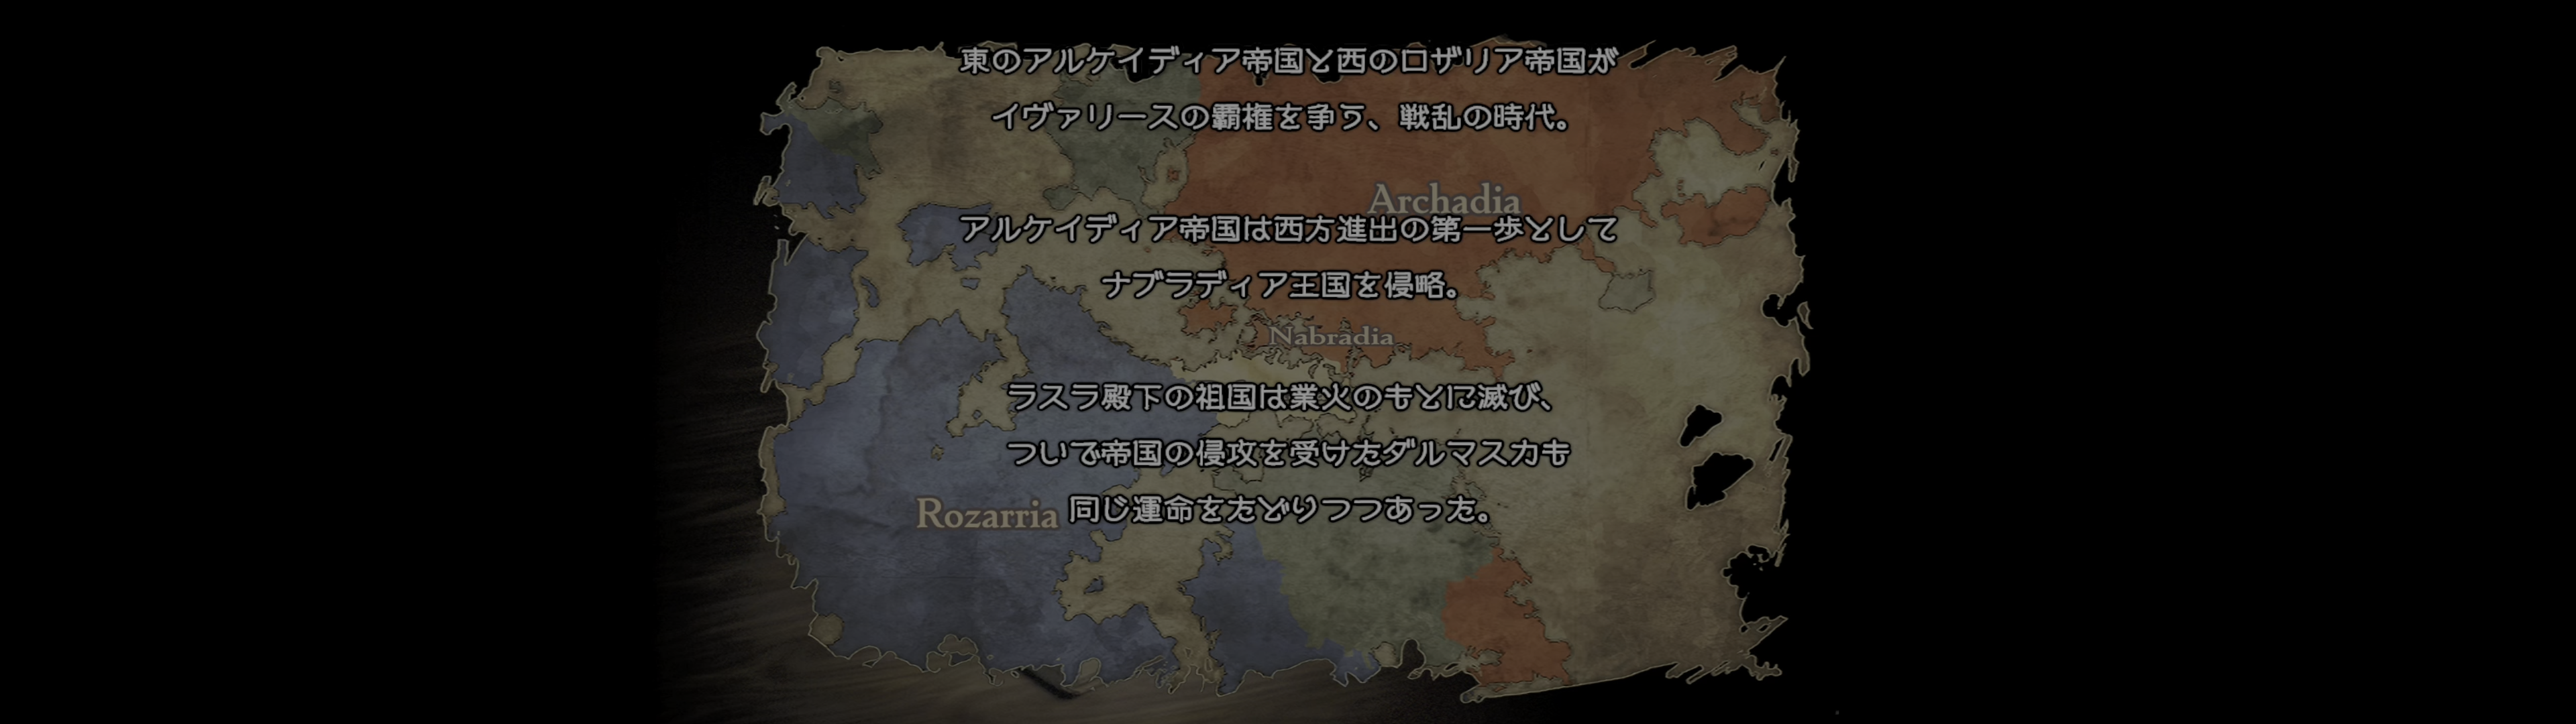 東のアルケイディア帝国と西のロザリア帝国が
イヴァリースの覇権を争う、戦乱の時代。
Archadia
アルケイディア帝国は西方進出の第一歩として
ナブラディア王国を侵略。
Nabradia
ラスラ殿下の祖国は業火のもとに滅び、
ついで帝国の侵攻を受けたダルマスカも
Rozarria
同じ運命をたどりつつあった。